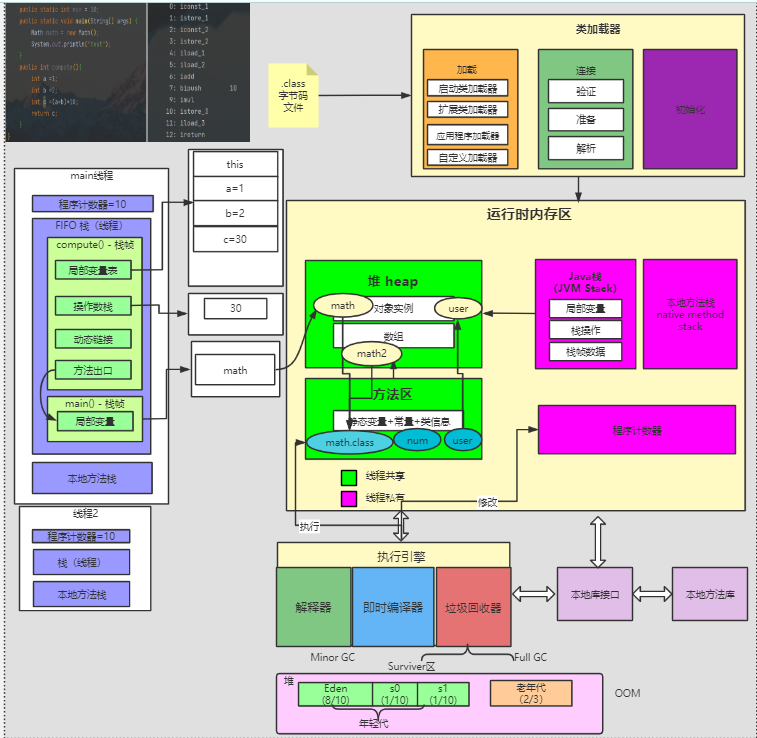 public static int num = 10;
public static void main(String[] args) {
Math math = new Math();
System.out.println("test");
}
public int compute(){
int a =1;
int b =2;
int c =(a+b)*10;
return c;
}
}
0: iconst_1
1: istore_1
2: iconst_2
3: istore_2
4: iload_1
5: iload_2
6: iadd
7: bipush 10
9: imul
10: istore_3
11: iload_3
12: ireturn
.class
字节码
文件
类加载器
加载
启动类加载器
扩展类加载器
应用程序加载器
自定义加载器
连接
验证
准备
解析
初始化
main线程
程序计数器=10
FIFO 栈（线程）
compute() - 栈帧
局部变量表
操作数栈
动态链接
方法出口
main() - 栈帧
局部变量
本地方法栈
this
a=1
b=2
c=30
30
math
线程2
程序计数器=10
栈（线程）
本地方法栈
运行时内存区
堆 heap
math
对象实例
user
数组
math2
方法区
静态变量+常量+类信息
math.class
num
user
Java栈
(JVM Stack)
局部变量
栈操作
栈帧数据
本地方法栈
native method
stack
程序计数器
线程共享
线程私有
修改
执行
执行引擎
解释器
即时编译器
垃圾回收器
本地库接口
本地方法库
Minor GC
Surviver区
Full GC
堆
Eden
(8/10)
s0
(1/10)
s1
(1/10)
老年代
(2/3)
年轻代
OOM